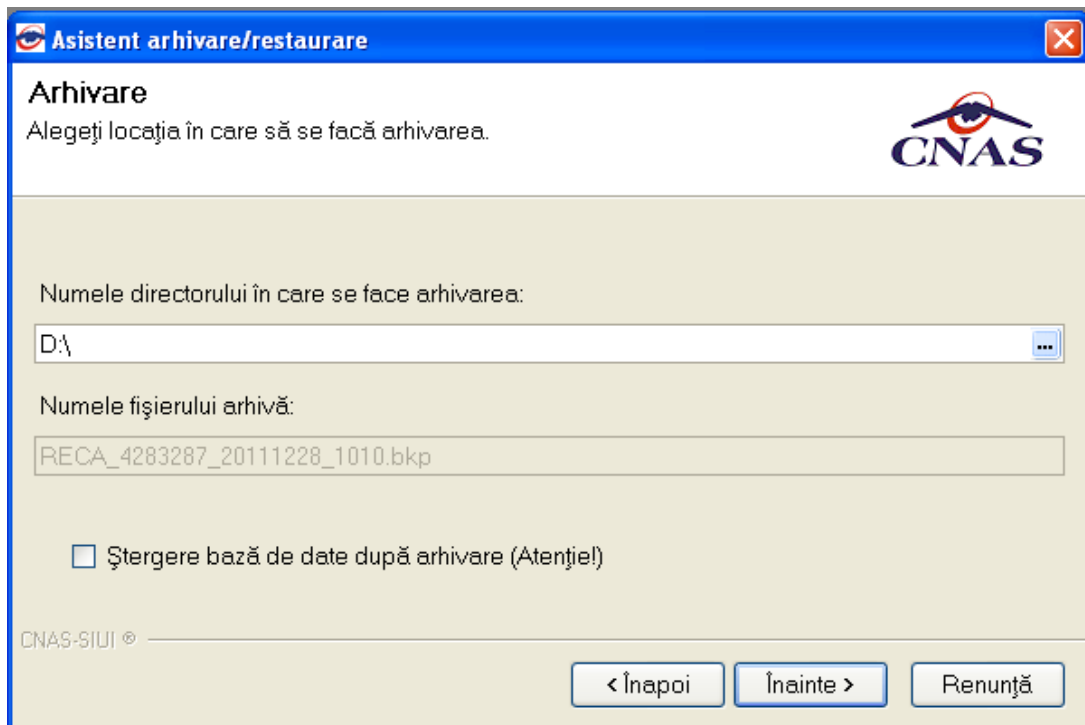 Asistent arhivare/restaurare
Arhivare
Alegeţi locaţia în care să se facă arhivarea.
CNAS
Numele directorului în care se face arhivarea:
D:\
...
Numele fişierului arhivă:
RECA_4283287_20111228_1010.bkp
Ştergere bază de date după arhivare (Atenţie!)
CNAS-SIUI ®
< Înapoi
Înainte >
Renunţă